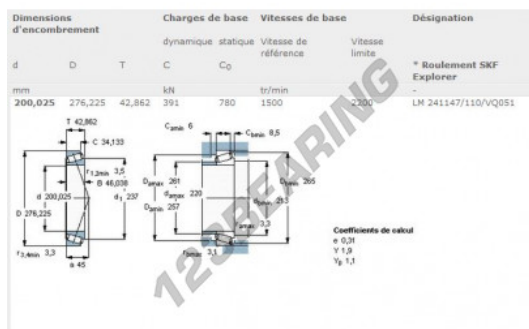 Dimensions d'encombrement Charges de base Vitesses de base Désignation
dynamique statique Vitesse de référence Vitesse limite
d D T C C0 * Roulement SKF Explorer
mm kN tr/min -
200,025 276,225 42,862 391 780 1500 2200 LM 241147/110/VQ051
T 42,862
C 34,133
r1,2min 3,5
B 46,038
d 200,025
d1 237
D 276,225
r3,4min 3,3
a 45
Camin 6
Cbmin 8,5
Damax 261
damax 220
Damin 257
Dbmin 265
dbmin 213
ramax 3,3
rbmax 3,1
Coefficients de calcul
e 0,31
Y 1,9
Y0 1,1
123BEARING